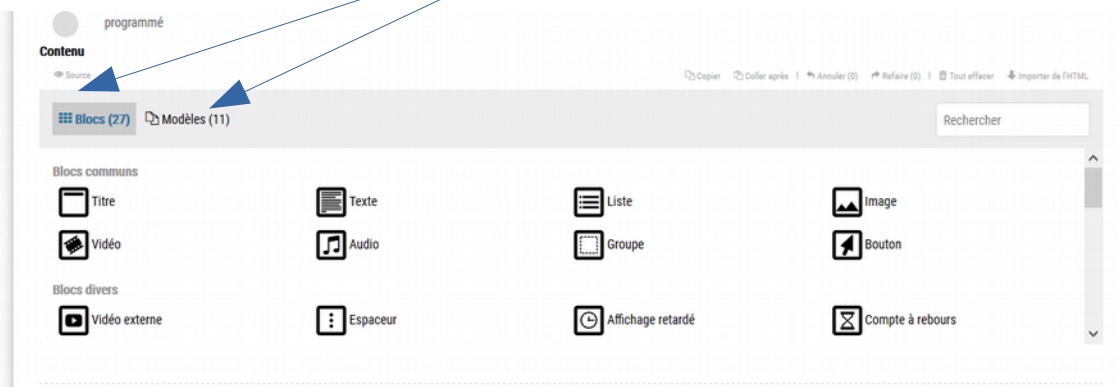 programmé
Contenu
Source Copier Coller après | Annuler (0) Refaire (0) | Tout effacer Importer de l'HTML
Blocs (27) Modèles (11) Rechercher
Blocs communs
Titre Texte Liste Image
Vidéo Audio Groupe Bouton
Blocs divers
Vidéo externe Espaceur Affichage retardé Compte à rebours